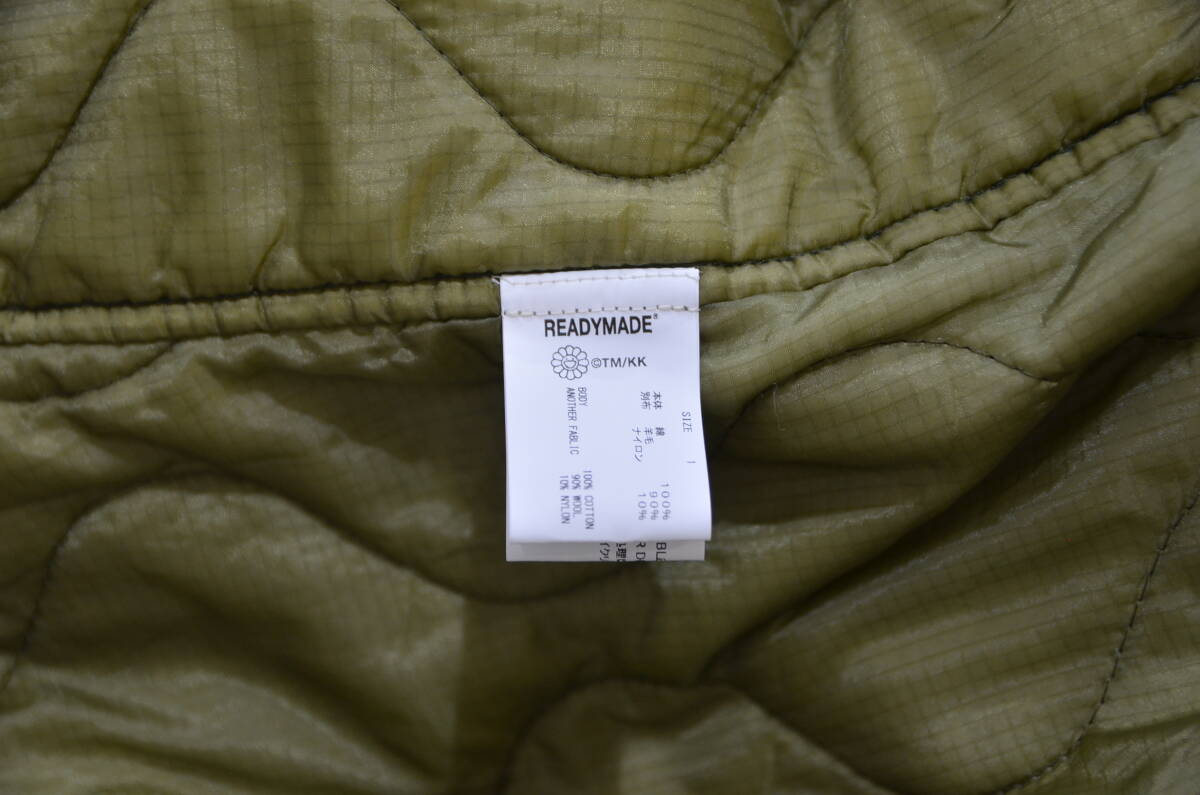 READYMADE®
©TM/KK
SIZE 1
本体 綿 100%
別布 羊毛 90%
ナイロン 10%
BODY 100% COTTON
ANOTHER FABLIC 90% WOOL
10% NYLON